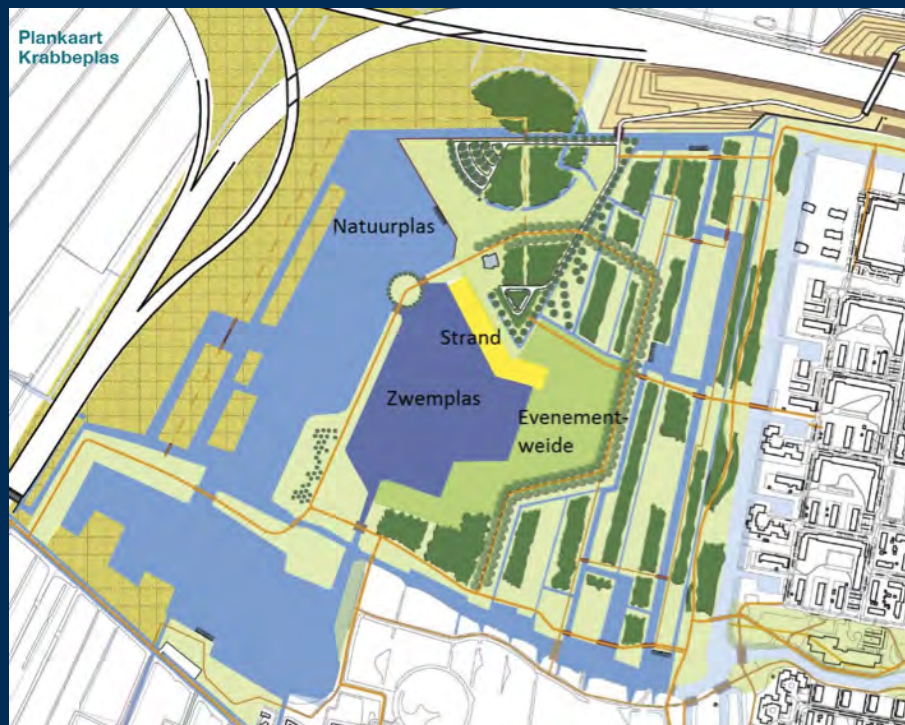 Plankaart
Krabbeplas
Natuurplas
Strand
Zwemplas
Evenement-
weide